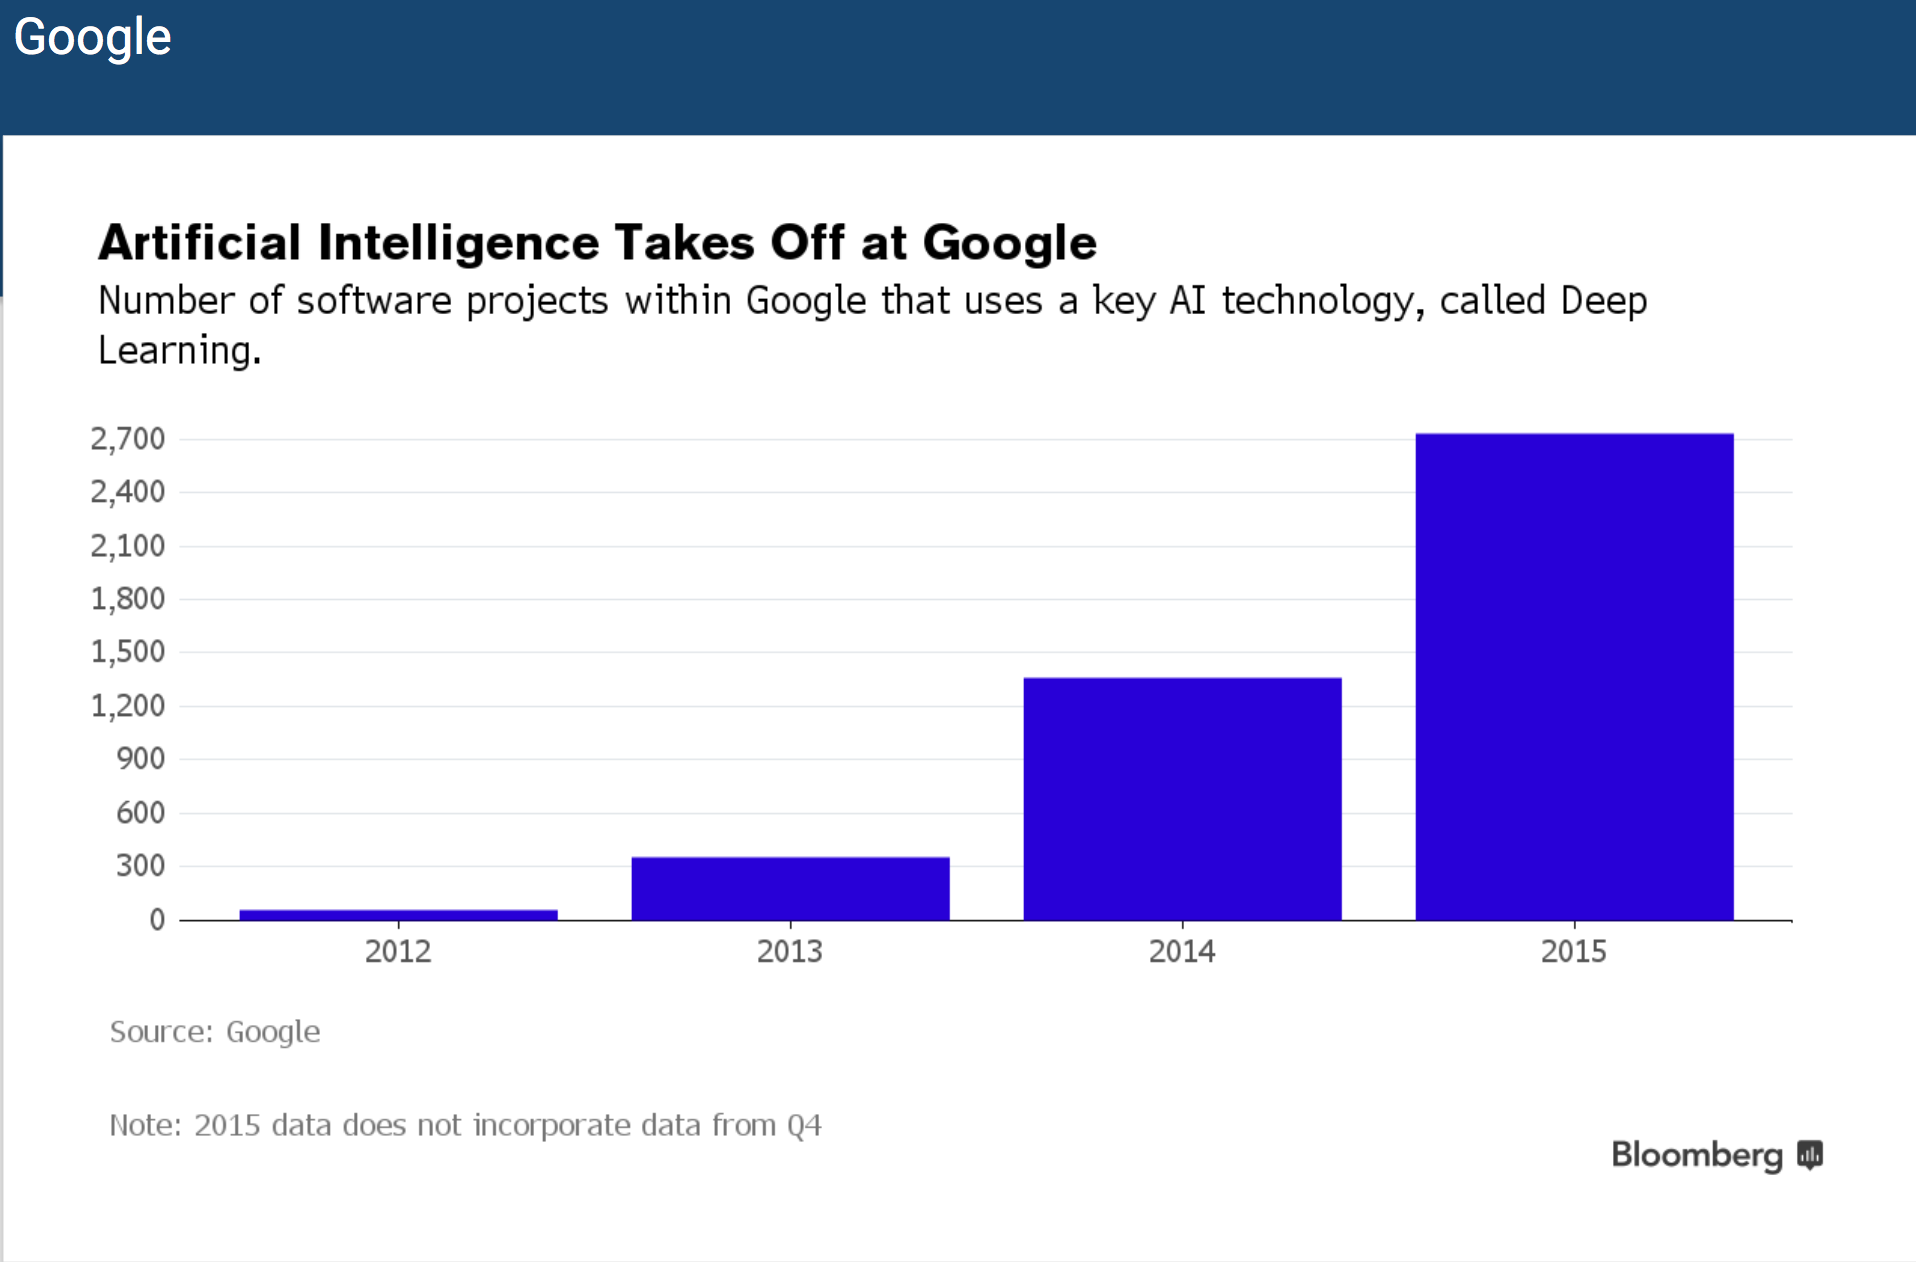 Google
Artificial Intelligence Takes Off at Google
Number of software projects within Google that uses a key AI technology, called Deep
Learning.
2,700
2,400
2,100
1,800
1,500
1,200
900
600
300
0
2012 2013 2014 2015
Source: Google
Note: 2015 data does not incorporate data from Q4
Bloomberg